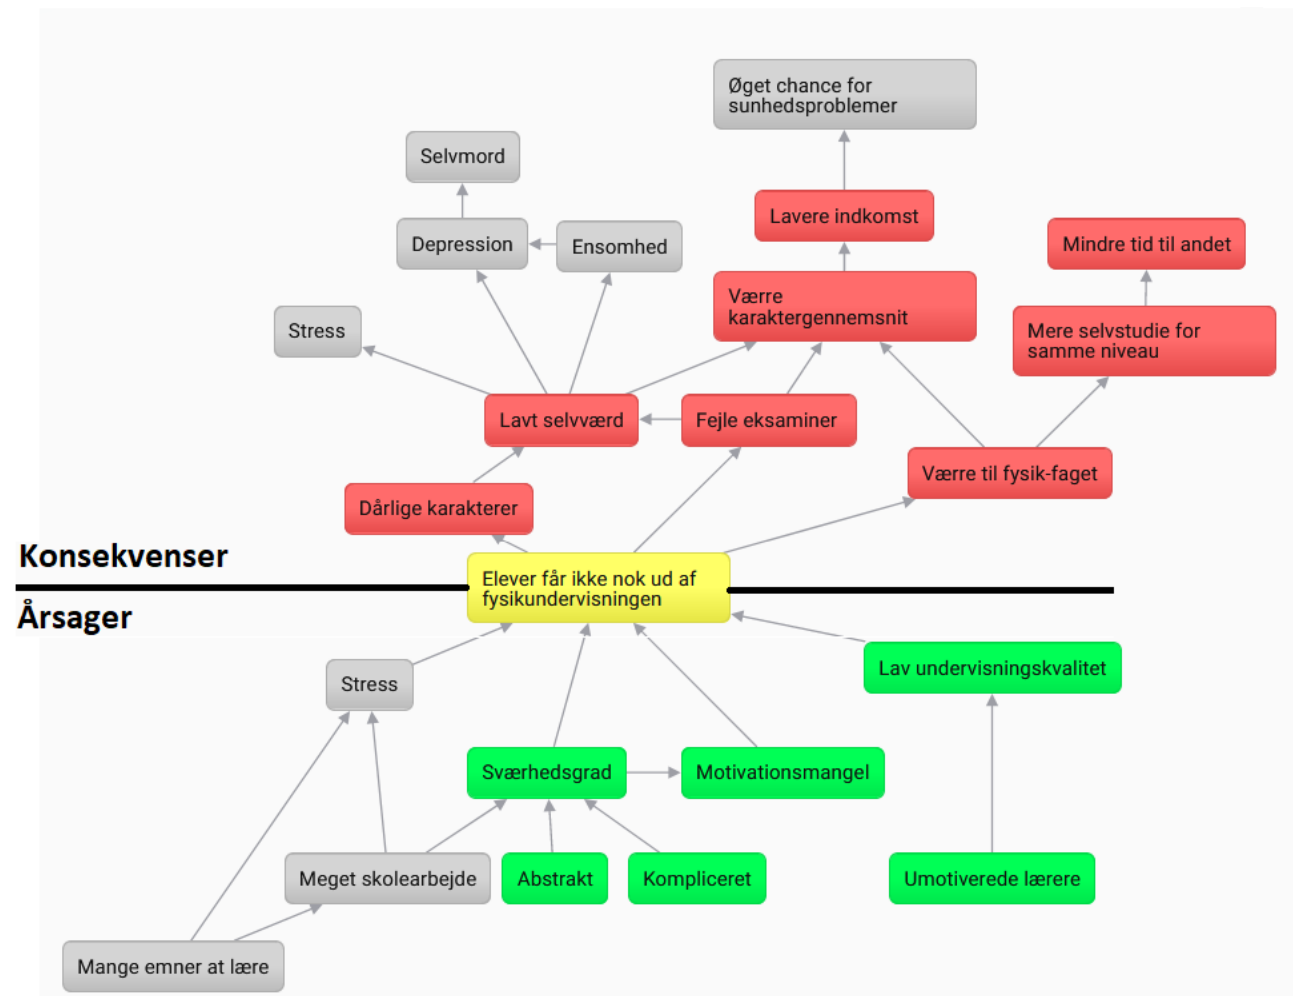 Øget chance for
sunhedsproblemer
Selvmord
Lavere indkomst
Depression
Ensomhed
Mindre tid til andet
Værre
karaktergennemsnit
Stress
Mere selvstudie for
samme niveau
Lavt selvværd
Fejle eksaminer
Værre til fysik-faget
Dårlige karakterer
Konsekvenser
Elever får ikke nok ud af
fysikundervisningen
Årsager
Lav undervisningskvalitet
Stress
Sværhedsgrad
Motivationsmangel
Meget skolearbejde
Abstrakt
Kompliceret
Umotiverede lærere
Mange emner at lære